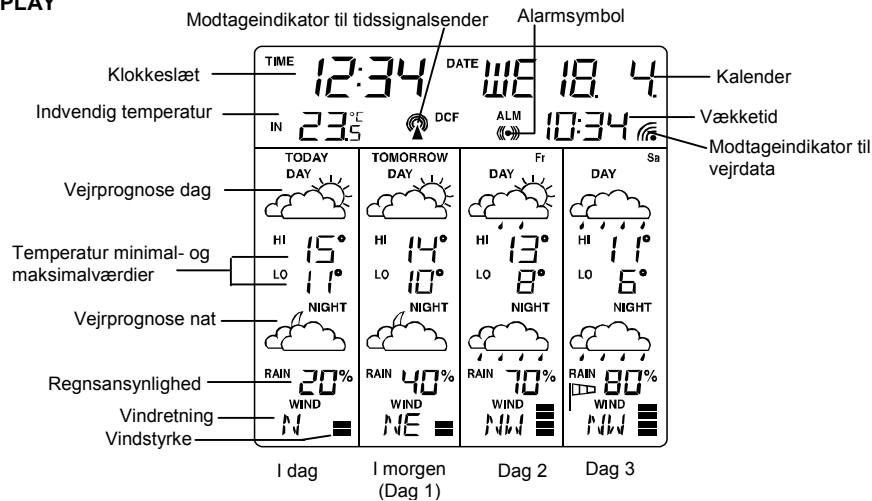 PLAY
Modtageindikator til tidssignalsender
Alarmsymbol
Klokkeslæt
TIME 12:34 DATE WE 18. 4.
Kalender
Indvendig temperatur
IN 23.5 °C DCF ALM 10:34
Vækketid
Modtageindikator til
vejrdata
TODAY TOMORROW Fr Sa
DAY DAY DAY DAY
Vejrprognose dag
Temperatur minimal- og
maksimalværdier
HI 15° HI 14° HI 13° HI 11°
LO 11° LO 10° LO 8° LO 6°
NIGHT NIGHT NIGHT NIGHT
Vejrprognose nat
Regnsansynlighed
RAIN 20% RAIN 40% RAIN 70% RAIN 80%
WIND WIND WIND WIND
Vindretning
N NE NW NW
Vindstyrke
I dag
I morgen
(Dag 1)
Dag 2
Dag 3